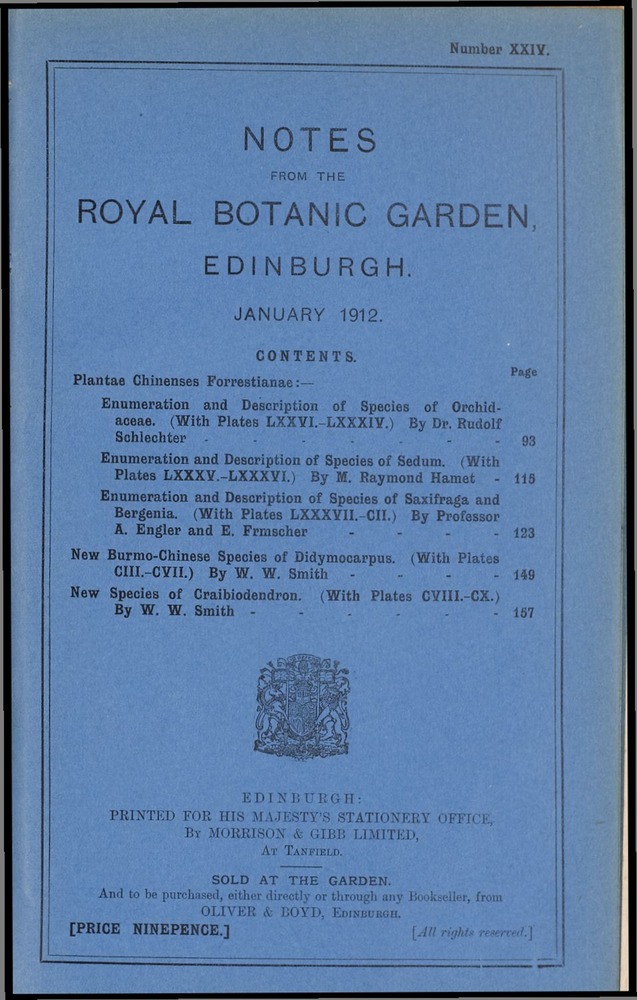 Number XXIV.
NOTES
FROM THE
ROYAL BOTANIC GARDEN,
EDINBURGH.
JANUARY 1912.
CONTENTS.
Page
Plantae Chinenses Forrestianae:—
Enumeration and Description of Species of Orchid-
aceae. (With Plates LXXVI.-LXXXIV.) By Dr. Rudolf
Schlechter - - - - - - - 93
Enumeration and Description of Species of Sedum. (With
Plates LXXXV.-LXXXVI.) By M. Raymond Hamet - 115
Enumeration and Description of Species of Saxifraga and
Bergenia. (With Plates LXXXVII.-CII.) By Professor
A. Engler and E. Frmscher - - - - 123
New Burmo-Chinese Species of Didymocarpus. (With Plates
CIII.-CVII.) By W. W. Smith - - - - 149
New Species of Craibiodendron. (With Plates CVIII.-CX.)
By W. W. Smith - - - - - - 157
EDINBURGH:
PRINTED FOR HIS MAJESTY'S STATIONERY OFFICE,
BY MORRISON & GIBB LIMITED,
AT TANFIELD.
SOLD AT THE GARDEN.
And to be purchased, either directly or through any Bookseller, from
OLIVER & BOYD, EDINBURGH.
[PRICE NINEPENCE.] [All rights reserved.]